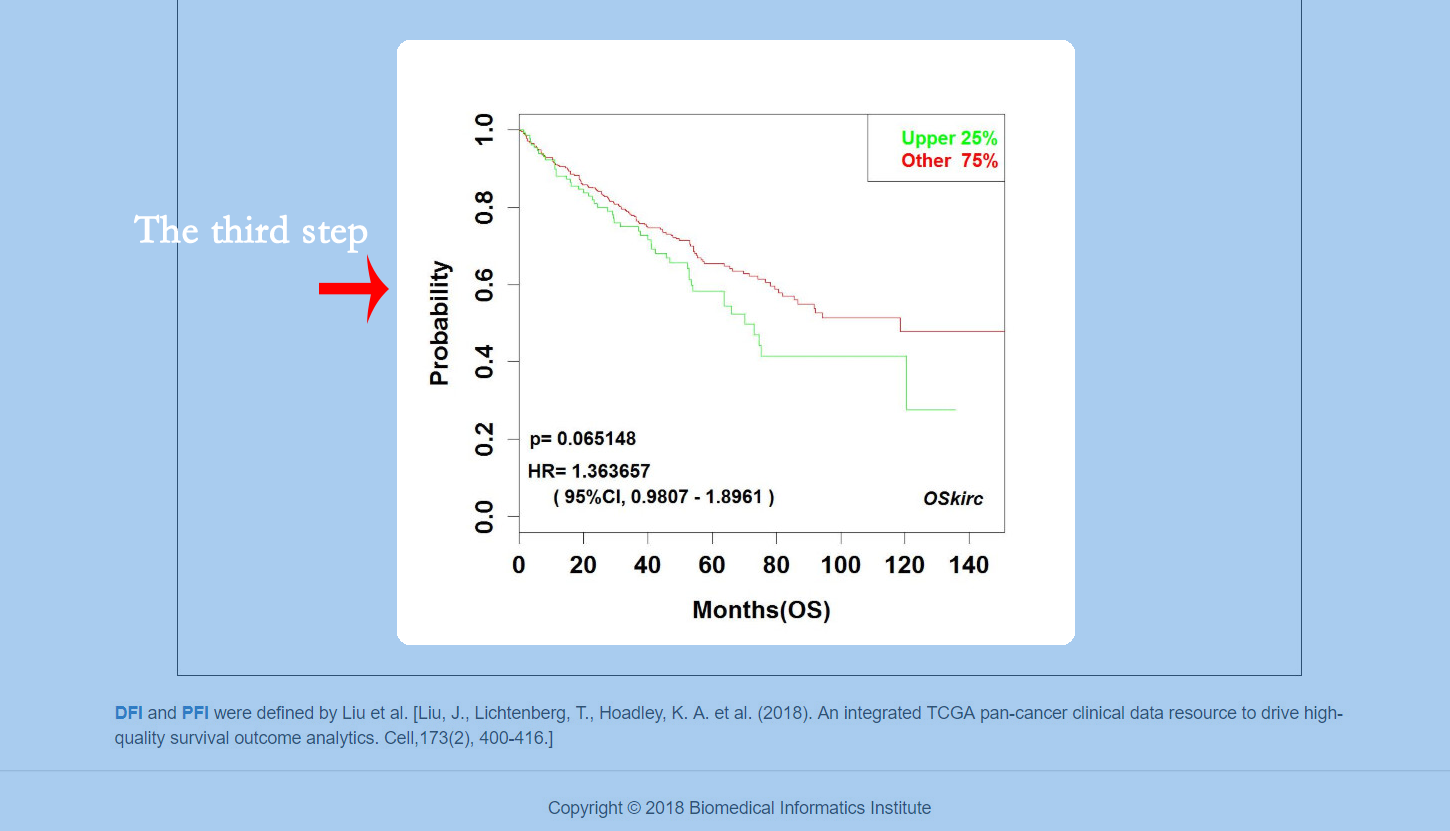 Upper 25%
Other 75%
The third step
Probability
1.0
0.8
0.6
0.4
0.2
0.0
p= 0.065148
HR= 1.363657
( 95%CI, 0.9807 - 1.8961 )
OSkirc
0 20 40 60 80 100 120 140
Months(OS)
DFI and PFI were defined by Liu et al. [Liu, J., Lichtenberg, T., Hoadley, K. A. et al. (2018). An integrated TCGA pan-cancer clinical data resource to drive high-
quality survival outcome analytics. Cell,173(2), 400-416.]
Copyright © 2018 Biomedical Informatics Institute